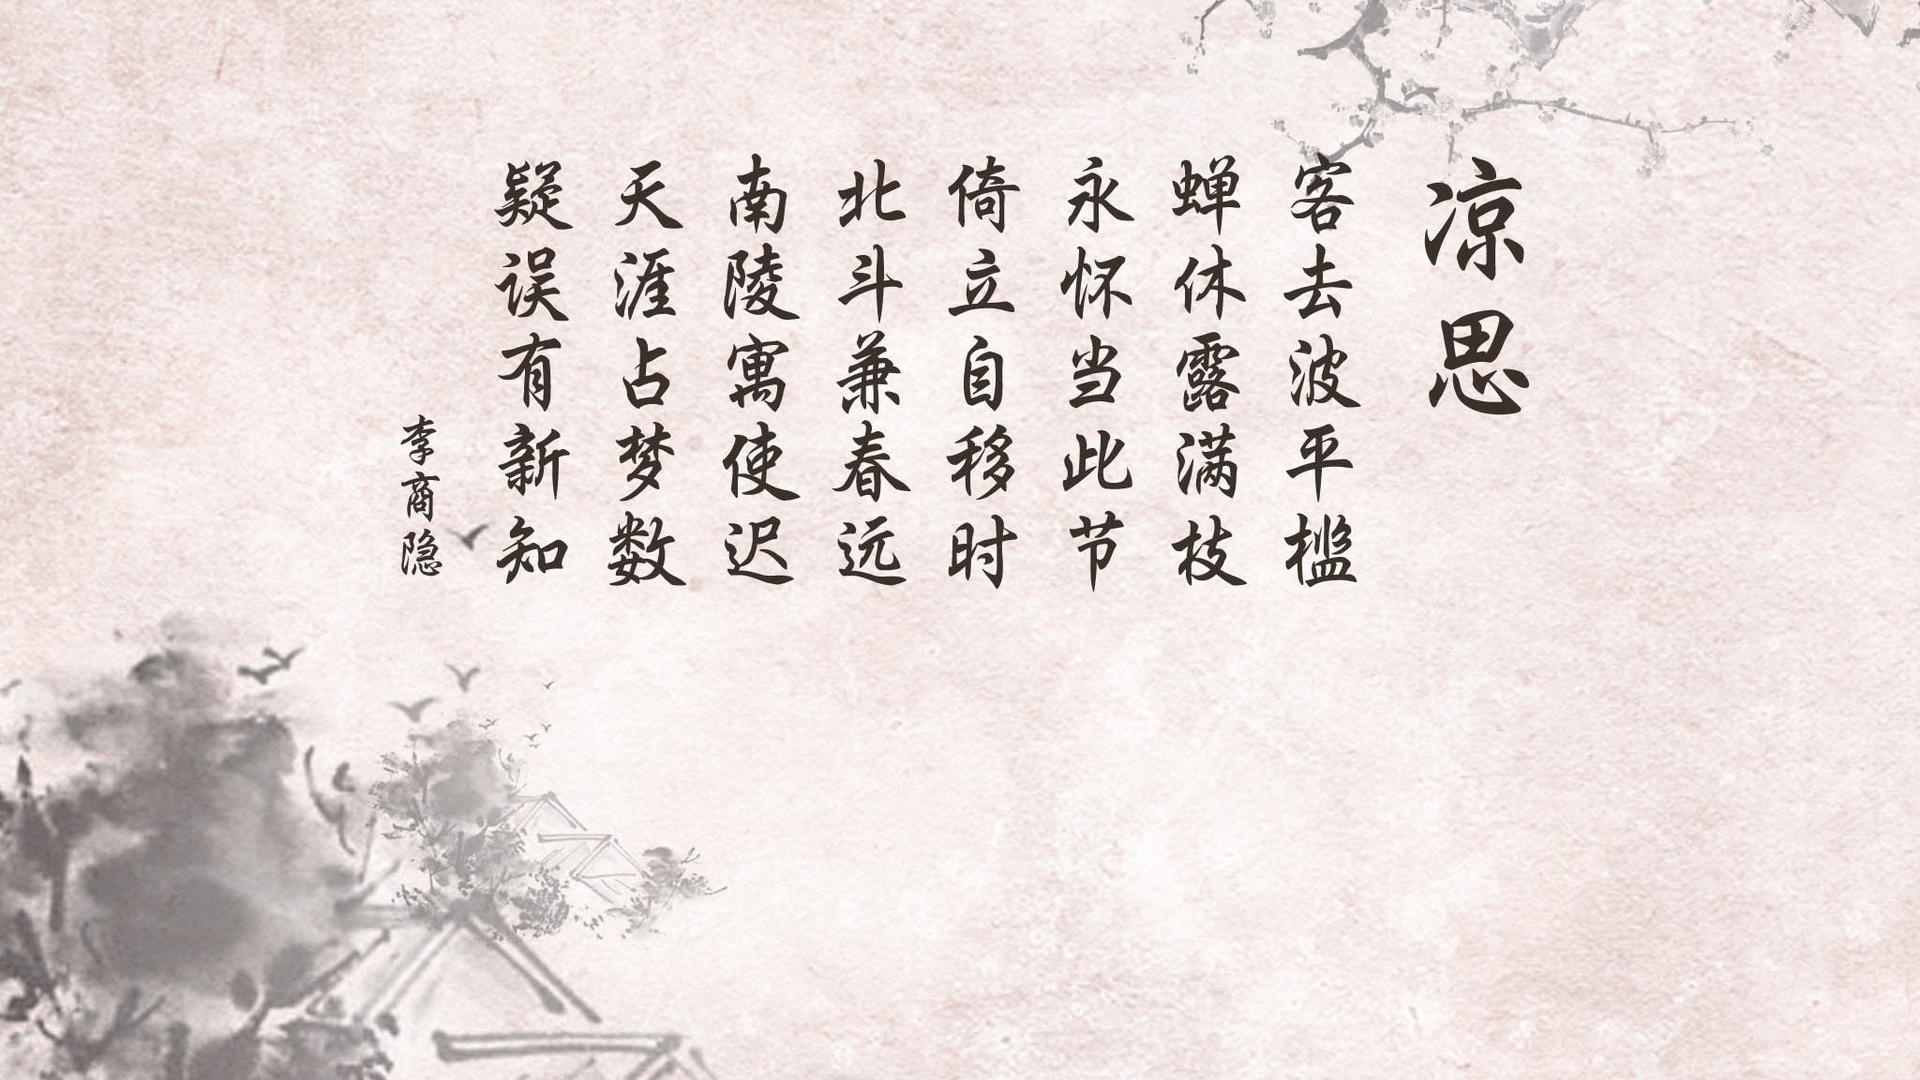 凉思
客去波平槛
蝉休露满枝
永怀当此节
倚立自移时
北斗兼春远
南陵寓使迟
天涯占梦数
疑误有新知
李商隐